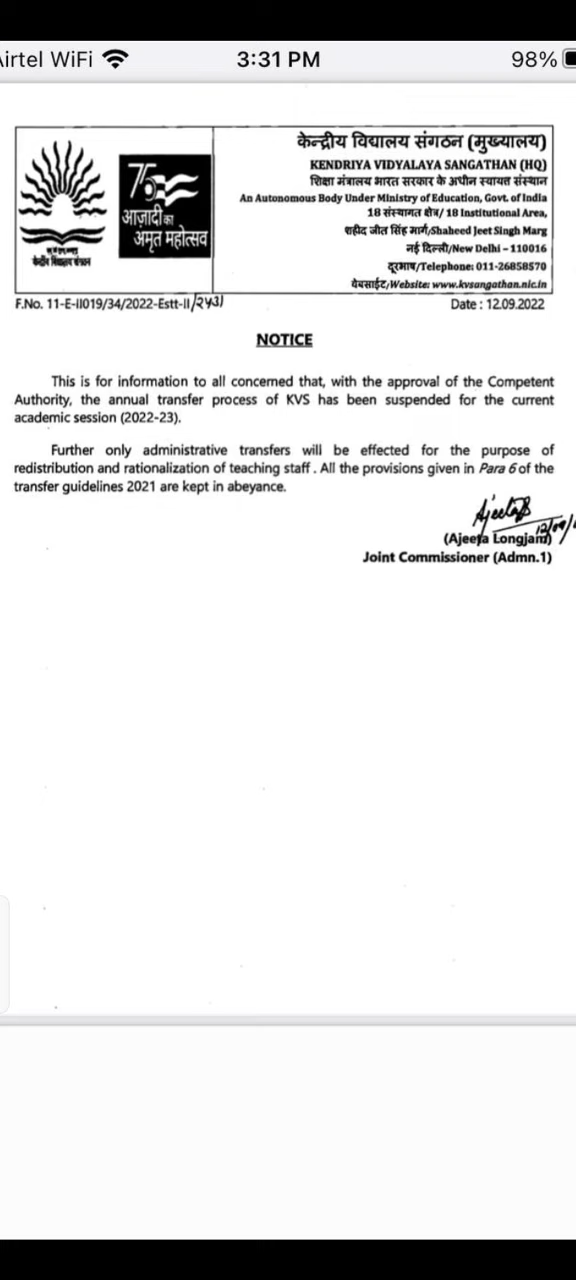 Airtel WiFi 3:31 PM 98%
केन्द्रीय विद्यालय संगठन (मुख्यालय)
KENDRIYA VIDYALAYA SANGATHAN (HQ)
शिक्षा मंत्रालय भारत सरकार के अधीन स्वायत संस्थान
An Autonomous Body Under Ministry of Education, Govt. of India
18 संस्थागत क्षेत्र/ 18 Institutional Area,
शहीद जीत सिंह मार्ग/Shaheed Jeet Singh Marg
नई दिल्ली/New Delhi – 110016
दूरभाष/Telephone: 011-26858570
वेबसाईट/Website: www.kvsangathan.nic.in
75
आज़ादी का
अमृत महोत्सव
केन्द्रीय विद्यालय संगठन
F.No. 11-E-II019/34/2022-Estt-II/2431
Date : 12.09.2022
NOTICE
This is for information to all concerned that, with the approval of the Competent
Authority, the annual transfer process of KVS has been suspended for the current
academic session (2022-23).
Further only administrative transfers will be effected for the purpose of
redistribution and rationalization of teaching staff . All the provisions given in Para 6 of the
transfer guidelines 2021 are kept in abeyance.
(Ajeeta Longjam)
Joint Commissioner (Admn.1)